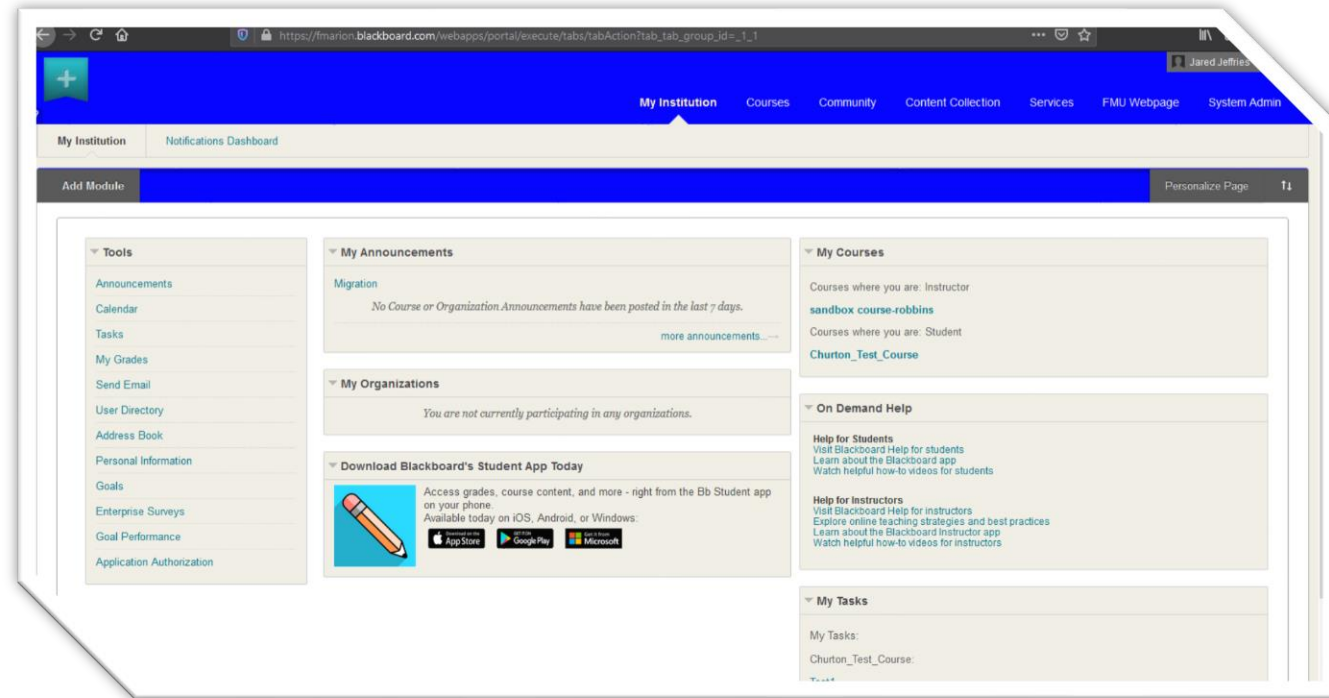 https://fmarion.blackboard.com/webapps/portal/execute/tabs/tabAction?tab_tab_group_id=_1_1
Jared Jeffries
My Institution Courses Community Content Collection Services FMU Webpage System Admin
My Institution Notifications Dashboard
Add Module Personalize Page
Tools
Announcements
Calendar
Tasks
My Grades
Send Email
User Directory
Address Book
Personal Information
Goals
Enterprise Surveys
Goal Performance
Application Authorization
My Announcements
Migration
No Course or Organization Announcements have been posted in the last 7 days.
more announcements...
My Organizations
You are not currently participating in any organizations.
Download Blackboard's Student App Today
Access grades, course content, and more - right from the Bb Student app
on your phone.
Available today on iOS, Android, or Windows:
Download on the App Store GET IT ON Google Play Get it from Microsoft
My Courses
Courses where you are: Instructor
sandbox course-robbins
Courses where you are: Student
Churton_Test_Course
On Demand Help
Help for Students
Visit Blackboard Help for students
Learn about the Blackboard app
Watch helpful how-to videos for students
Help for Instructors
Visit Blackboard Help for instructors
Explore online teaching strategies and best practices
Learn about the Blackboard Instructor app
Watch helpful how-to videos for instructors
My Tasks
My Tasks:
Churton_Test_Course: